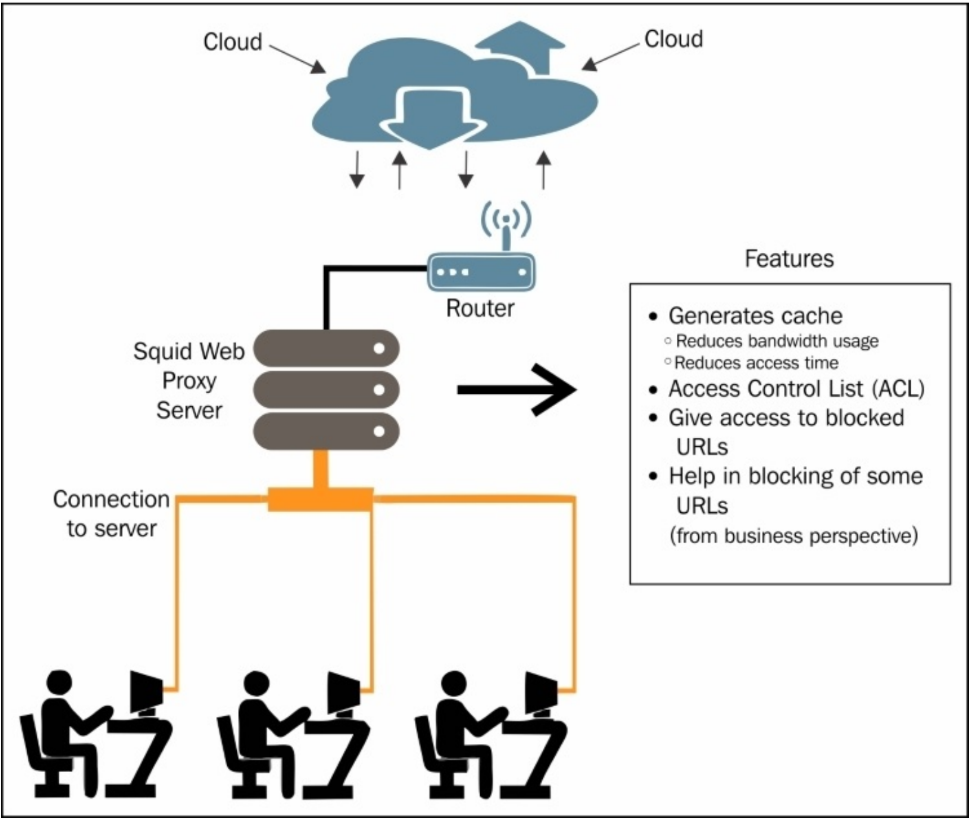 Cloud
Cloud
Router
Squid Web
Proxy
Server
Connection
to server
Features
• Generates cache
○ Reduces bandwidth usage
○ Reduces access time
• Access Control List (ACL)
• Give access to blocked
URLs
• Help in blocking of some
URLs
(from business perspective)